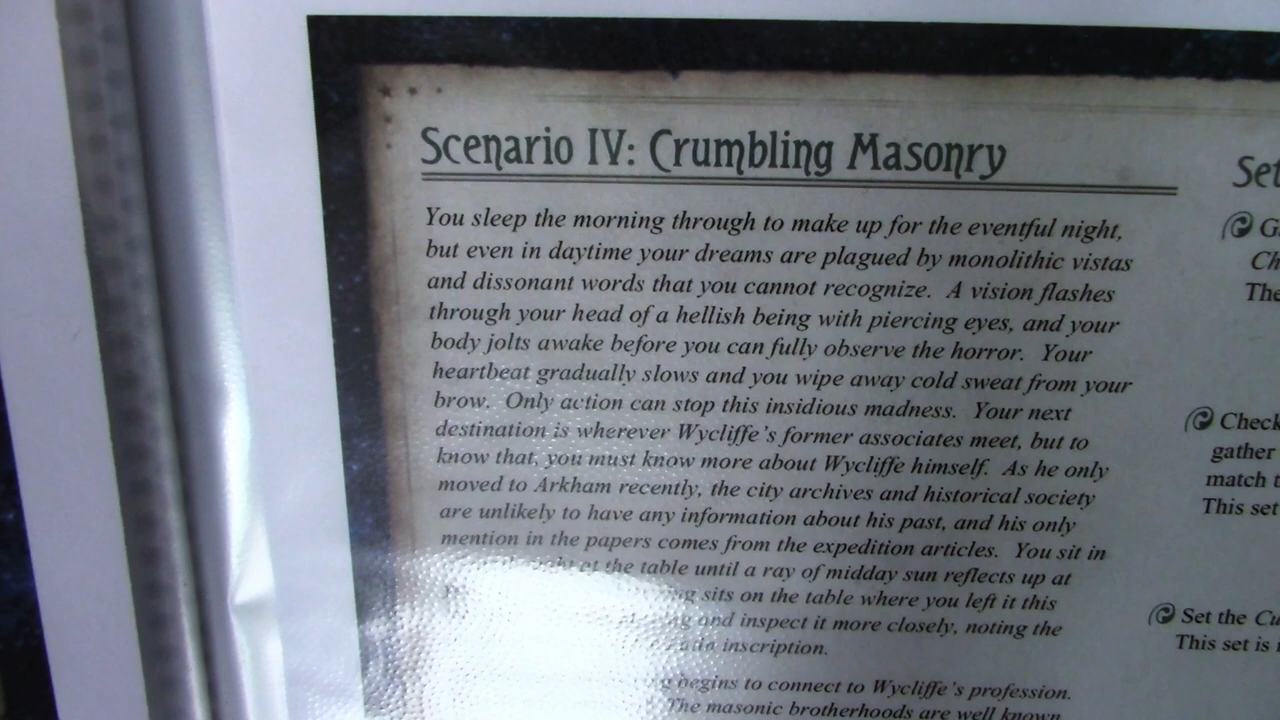 Scenario IV: Crumbling Masonry
You sleep the morning through to make up for the eventful night,
but even in daytime your dreams are plagued by monolithic vistas
and dissonant words that you cannot recognize. A vision flashes
through your head of a hellish being with piercing eyes, and your
body jolts awake before you can fully observe the horror. Your
heartbeat gradually slows and you wipe away cold sweat from your
brow. Only action can stop this insidious madness. Your next
destination is wherever Wycliffe's former associates meet, but to
know that, you must know more about Wycliffe himself. As he only
moved to Arkham recently, the city archives and historical society
are unlikely to have any information about his past, and his only
mention in the papers comes from the expedition articles. You sit in
at the table until a ray of midday sun reflects up at
sits on the table where you left it this
and inspect it more closely, noting the
inscription.
begins to connect to Wycliffe's profession.
The masonic brotherhoods are well known
Set
Ch
The
Check
gather
match t
This set
Set the Cu
This set is